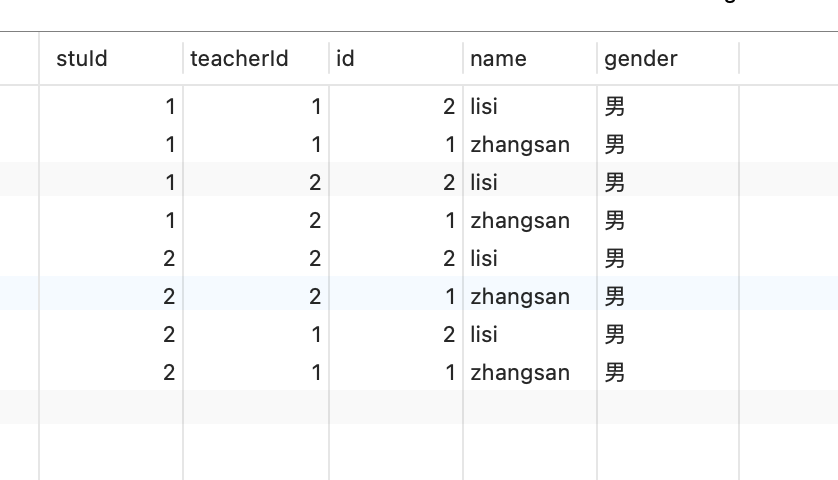 stuId teacherId id name gender
1 1 2 lisi 男
1 1 1 zhangsan 男
1 2 2 lisi 男
1 2 1 zhangsan 男
2 2 2 lisi 男
2 2 1 zhangsan 男
2 1 2 lisi 男
2 1 1 zhangsan 男